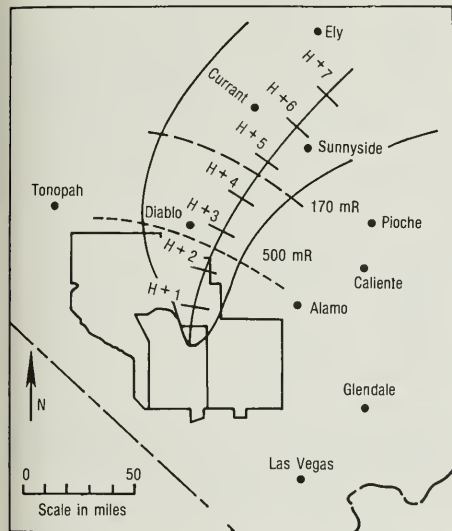 Ely
H + 7
Currant
H + 6
H + 5
Sunnyside
H + 4
170 mR
Tonopah
Diablo
H + 3
Pioche
H + 2
500 mR
Caliente
H + 1
Alamo
N
Glendale
0 50
Las Vegas
Scale in miles